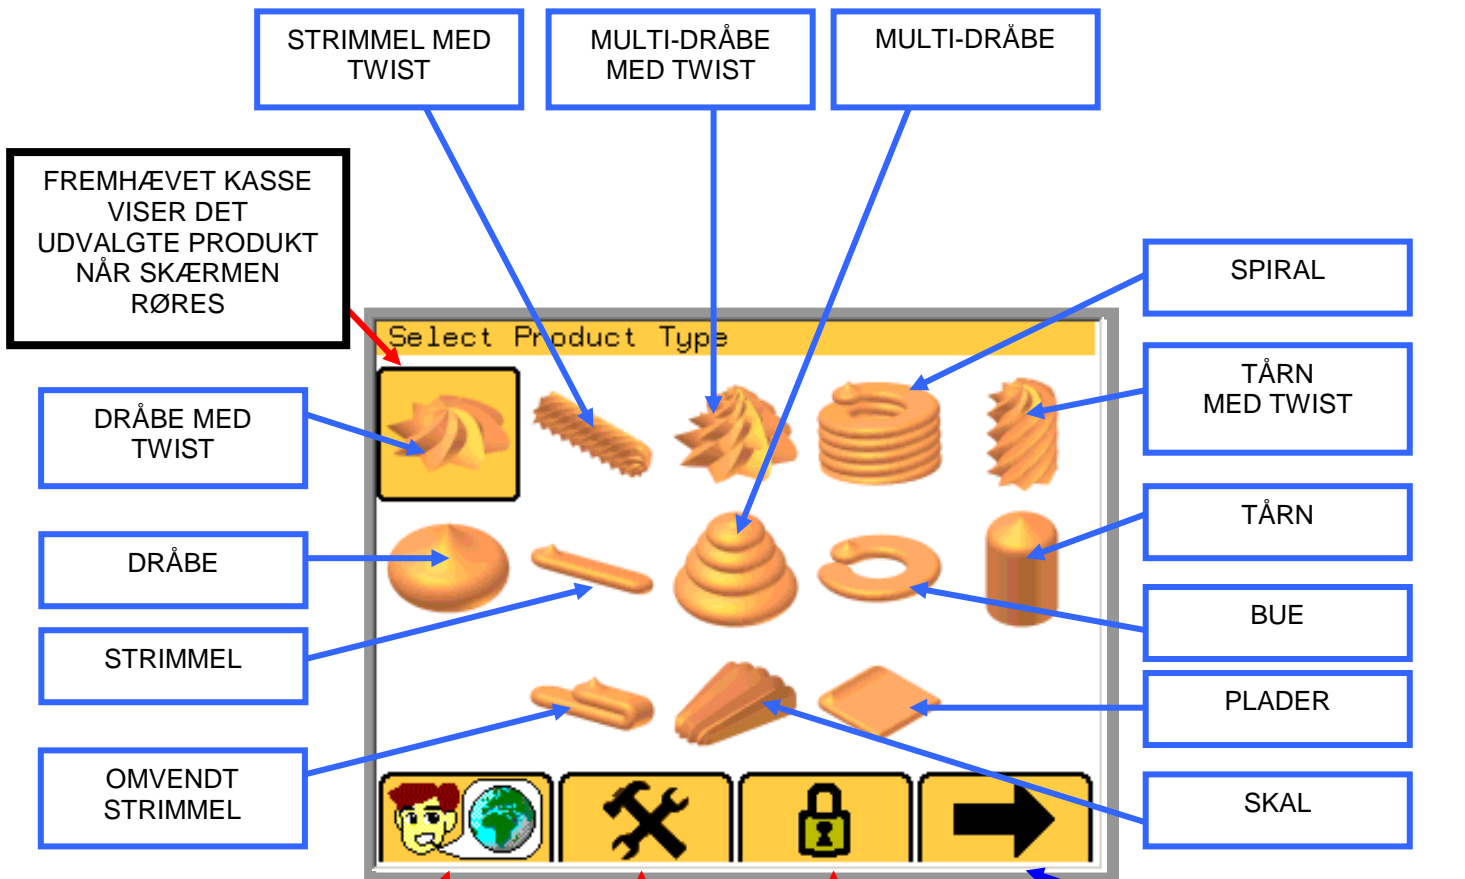 STRIMMEL MED
TWIST
MULTI-DRÅBE
MED TWIST
MULTI-DRÅBE
FREMHÆVET KASSE
VISER DET
UDVALGTE PRODUKT
NÅR SKÆRMEN
RØRES
SPIRAL
Select Product Type
TÅRN
MED TWIST
DRÅBE MED
TWIST
TÅRN
DRÅBE
BUE
STRIMMEL
PLADER
OMVENDT
STRIMMEL
SKAL